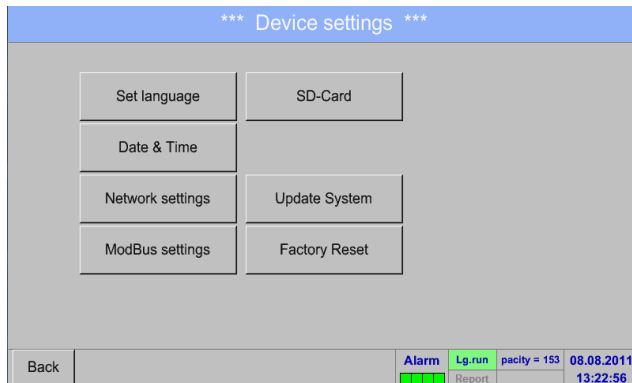 *** Device settings ***
Set language SD-Card
Date & Time
Network settings Update System
ModBus settings Factory Reset
Back Alarm Lg.run pacity = 153 08.08.2011
Report 13:22:56